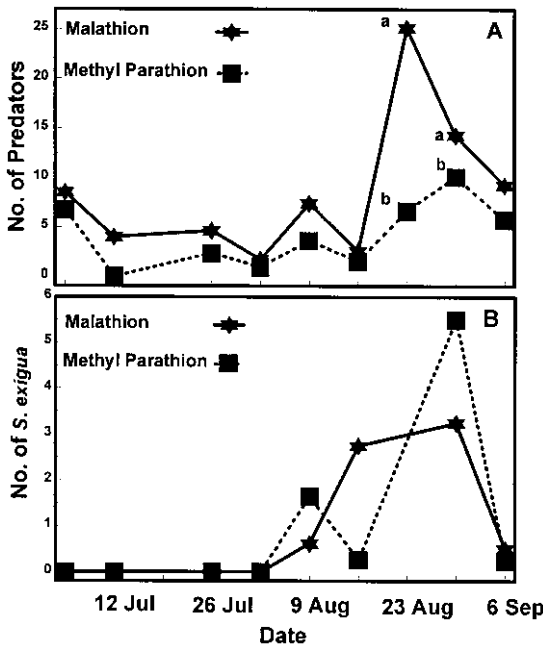 25
20
15
10
5
0
No. of Predators
Malathion
Methyl Parathion
A
a
a
b
b
6
5
4
3
2
1
0
No. of S. exigua
Malathion
Methyl Parathion
B
12 Jul 26 Jul 9 Aug 23 Aug 6 Sep
Date